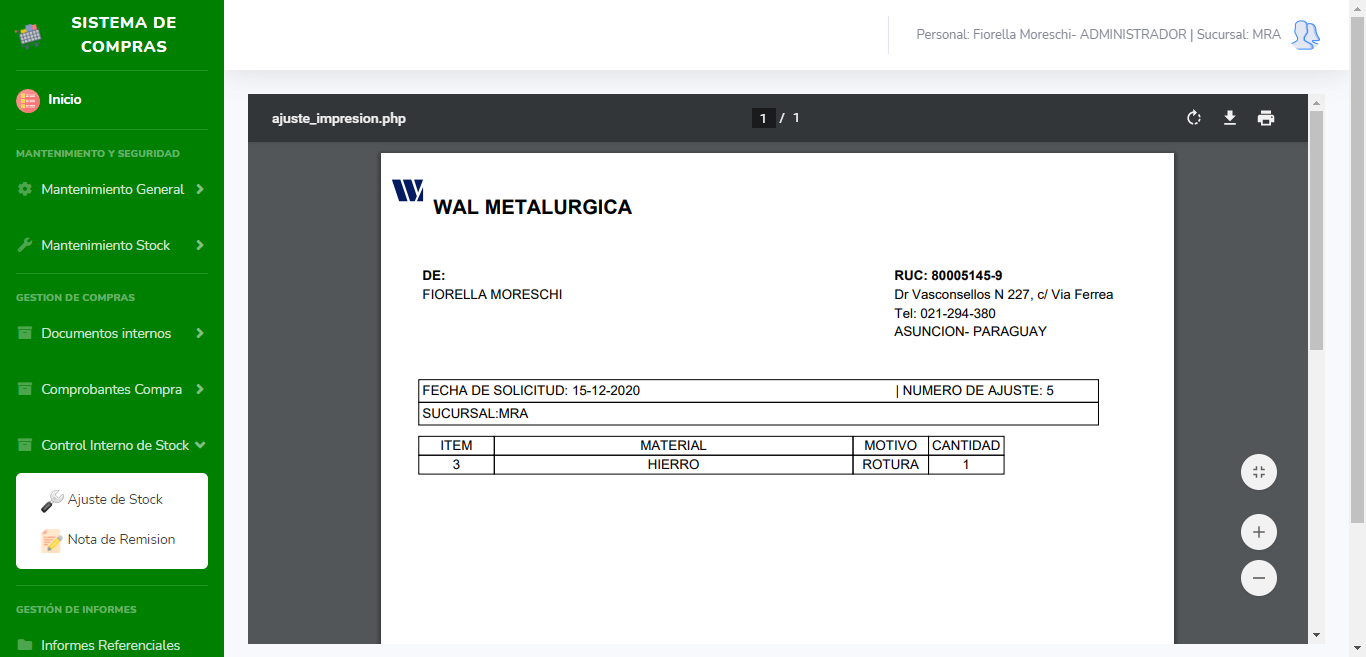 SISTEMA DE
COMPRAS
Personal: Fiorella Moreschi- ADMINISTRADOR | Sucursal: MRA
Inicio
MANTENIMIENTO Y SEGURIDAD
Mantenimiento General
Mantenimiento Stock
GESTION DE COMPRAS
Documentos internos
Comprobantes Compra
Control Interno de Stock
Ajuste de Stock
Nota de Remision
GESTIÓN DE INFORMES
Informes Referenciales
ajuste_impresion.php
1 / 1
W
WAL METALURGICA
DE:
FIORELLA MORESCHI
RUC: 80005145-9
Dr Vasconsellos N 227, c/ Via Ferrea
Tel: 021-294-380
ASUNCION- PARAGUAY
FECHA DE SOLICITUD: 15-12-2020 | NUMERO DE AJUSTE: 5
SUCURSAL:MRA
ITEM MATERIAL MOTIVO CANTIDAD
3 HIERRO ROTURA 1